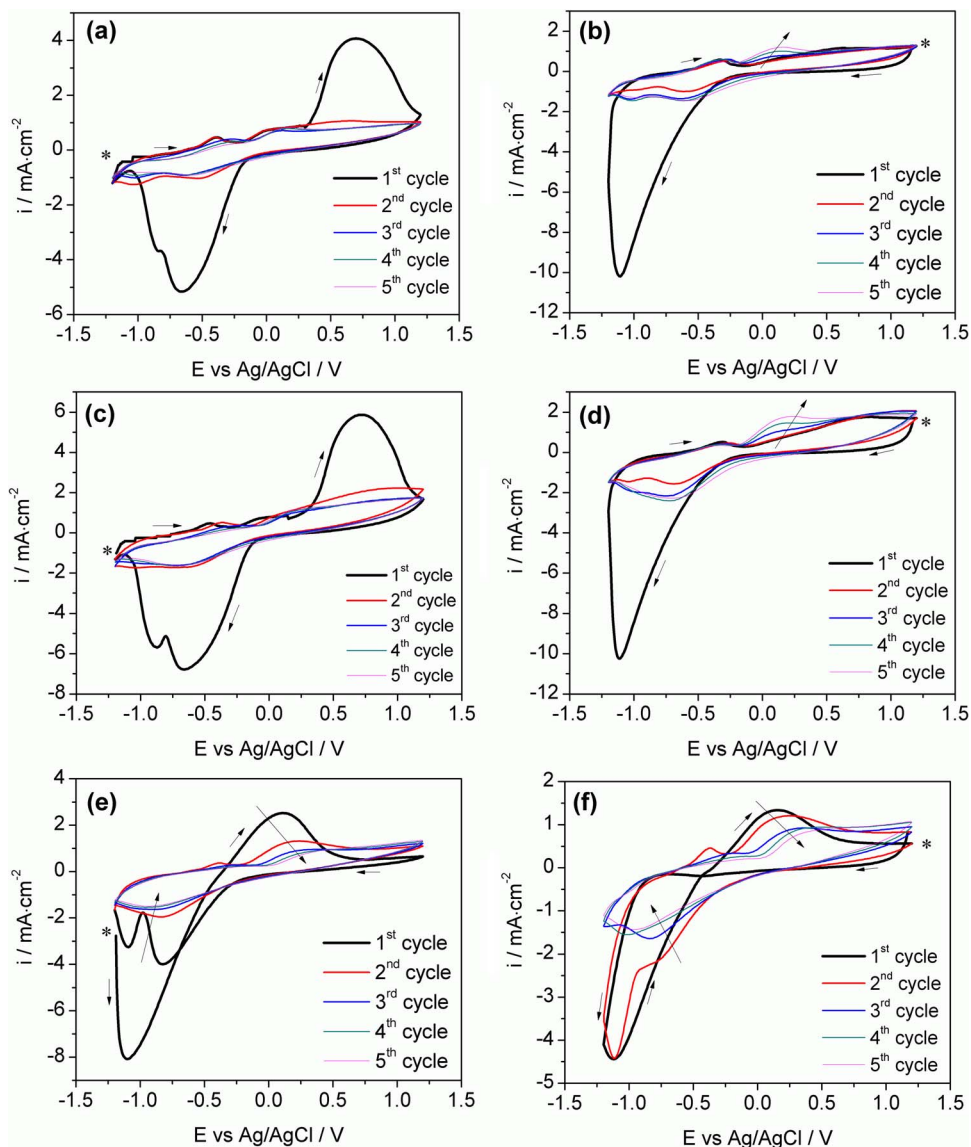 (a)
4
2
0
-2
-4
-6
i / mA·cm⁻²
*
1st cycle
2nd cycle
3rd cycle
4th cycle
5th cycle
-1.5 -1.0 -0.5 0.0 0.5 1.0 1.5
E vs Ag/AgCl / V
(b)
2
0
-2
-4
-6
-8
-10
-12
i / mA·cm⁻²
*
1st cycle
2nd cycle
3rd cycle
4th cycle
5th cycle
-1.5 -1.0 -0.5 0.0 0.5 1.0 1.5
E vs Ag/AgCl / V
(c)
6
4
2
0
-2
-4
-6
-8
i / mA·cm⁻²
*
1st cycle
2nd cycle
3rd cycle
4th cycle
5th cycle
-1.5 -1.0 -0.5 0.0 0.5 1.0 1.5
E vs Ag/AgCl / V
(d)
4
2
0
-2
-4
-6
-8
-10
-12
i / mA·cm⁻²
*
1st cycle
2nd cycle
3rd cycle
4th cycle
5th cycle
-1.5 -1.0 -0.5 0.0 0.5 1.0 1.5
E vs Ag/AgCl / V
(e)
4
2
0
-2
-4
-6
-8
i / mA·cm⁻²
*
1st cycle
2nd cycle
3rd cycle
4th cycle
5th cycle
-1.5 -1.0 -0.5 0.0 0.5 1.0 1.5
E vs Ag/AgCl / V
(f)
2
1
0
-1
-2
-3
-4
-5
i / mA·cm⁻²
*
1st cycle
2nd cycle
3rd cycle
4th cycle
5th cycle
-1.5 -1.0 -0.5 0.0 0.5 1.0 1.5
E vs Ag/AgCl / V